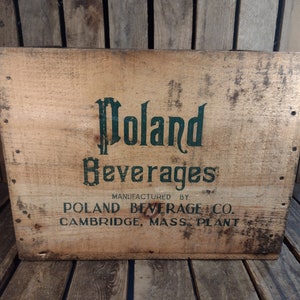 Poland
Beverages
MANUFACTURED BY
POLAND BEVERAGE CO.
CAMBRIDGE, MASS. PLANT